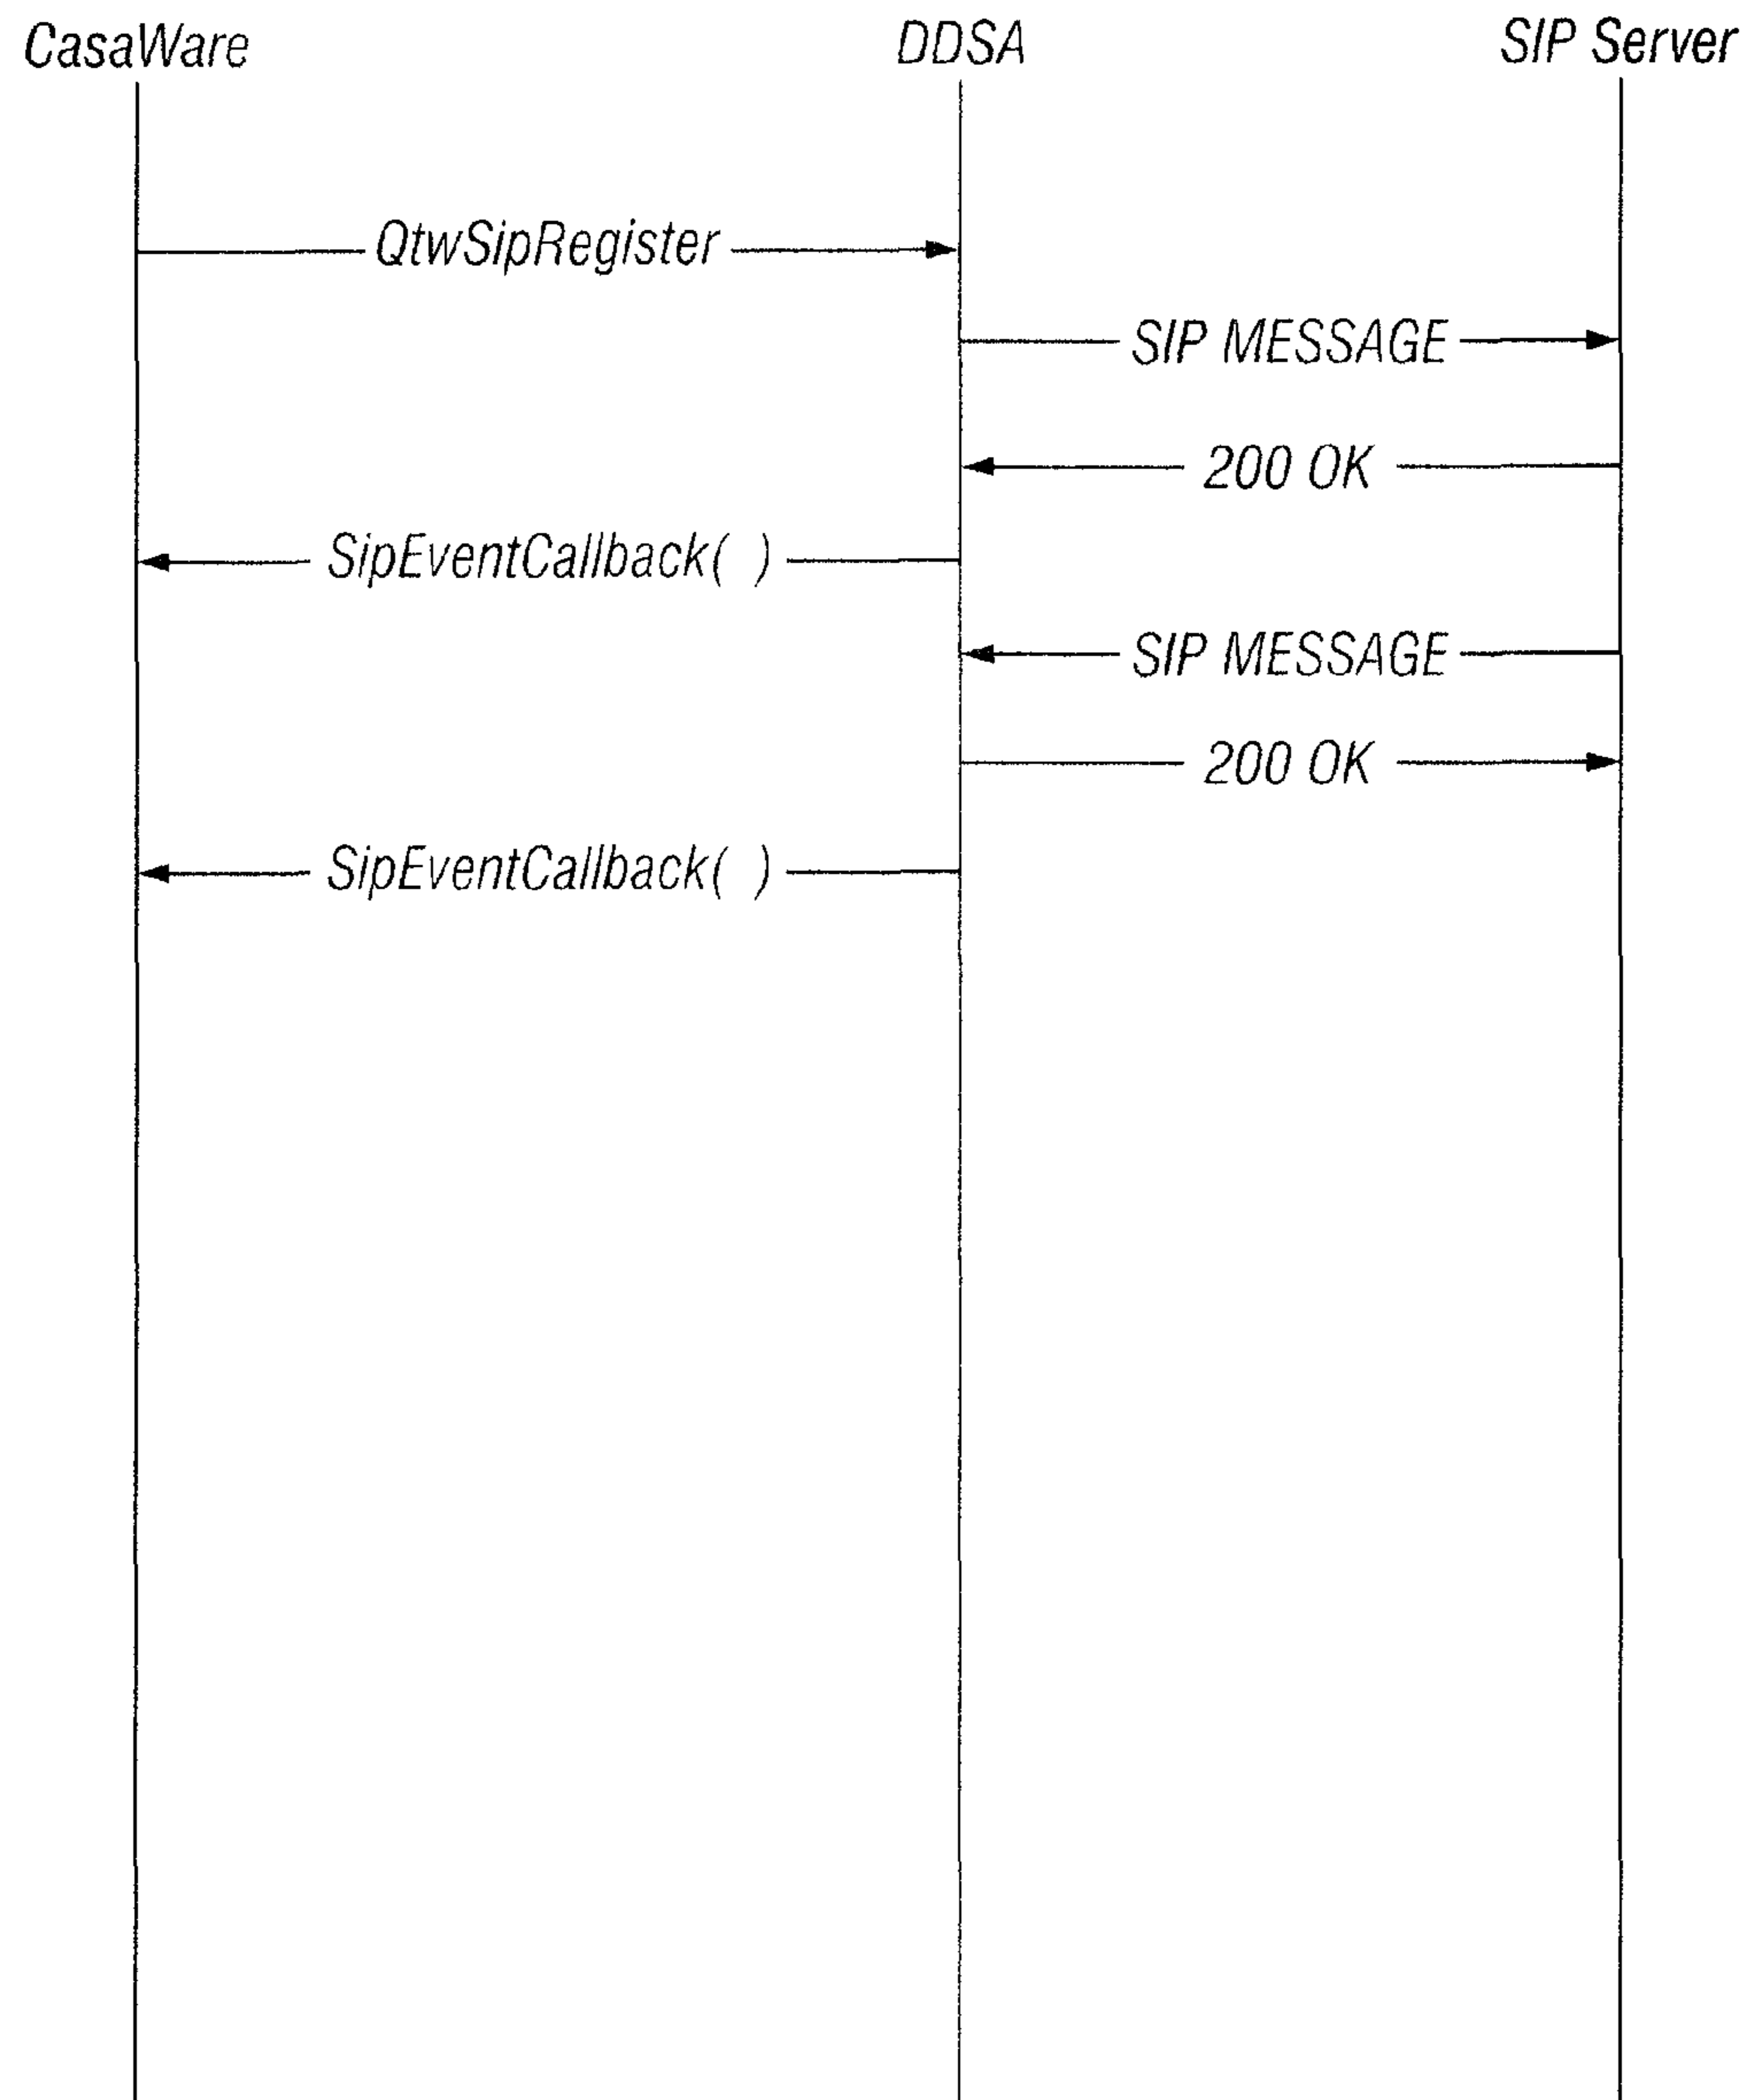 CasaWare DDSA SIP Server
QtwSipRegister
SIP MESSAGE
200 OK
SipEventCallback( )
SIP MESSAGE
200 OK
SipEventCallback( )